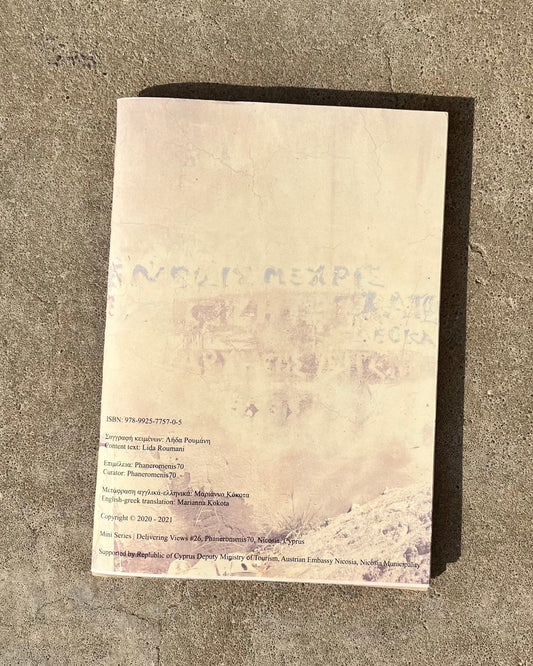 ΜΕΧΡΙΣ
ΕΟΚΑ
ISBN: 978-9925-7757-0-5
Συγγραφή κειμένων: Λήδα Ρουμάνη
Content text: Lida Roumani
Επιμέλεια: Phaneromenis70
Curator: Phaneromenis70
Μετάφραση αγγλικά-ελληνικά: Μαριάννα Κόκοτα
English-greek translation: Marianna Kokota
Copyright © 2020 - 2021
Mini Series | Delivering Views #26, Phaneromenis70, Nicosia, Cyprus
Supported by Republic of Cyprus Deputy Ministry of Tourism, Austrian Embassy Nicosia, Nicosia Municipality